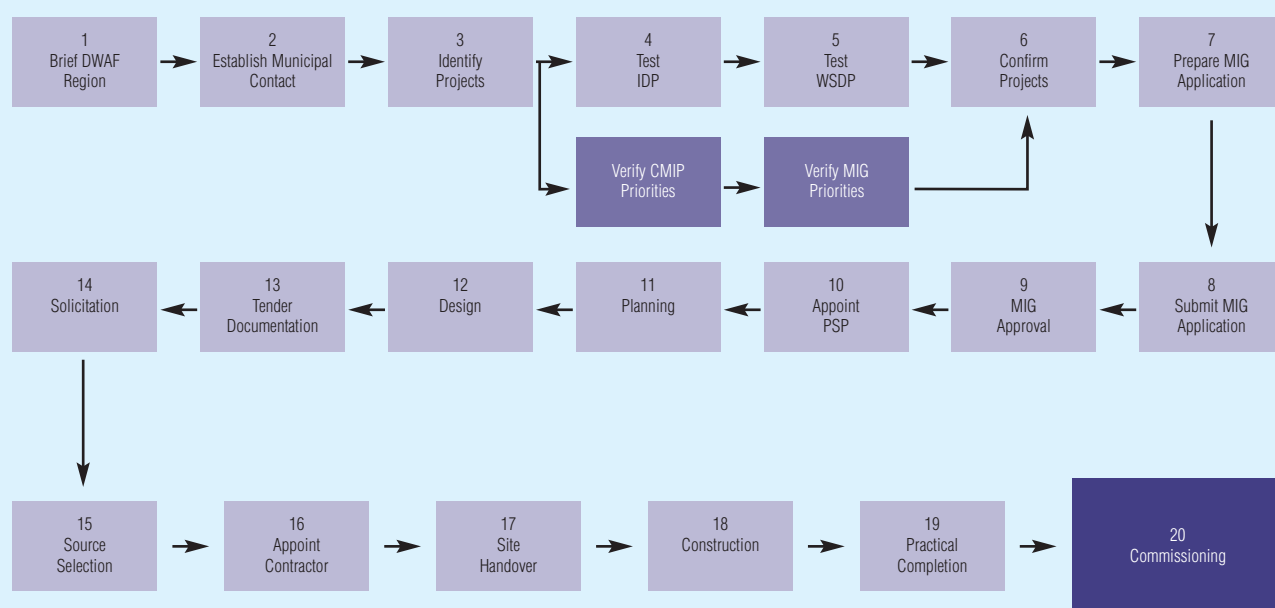 1
Brief DWAF
Region
2
Establish Municipal
Contact
3
Identify
Projects
4
Test
IDP
5
Test
WSDP
6
Confirm
Projects
7
Prepare MIG
Application
Verify CMIP
Priorities
Verify MIG
Priorities
14
Solicitation
13
Tender
Documentation
12
Design
11
Planning
10
Appoint
PSP
9
MIG
Approval
8
Submit MIG
Application
15
Source
Selection
16
Appoint
Contractor
17
Site
Handover
18
Construction
19
Practical
Completion
20
Commissioning